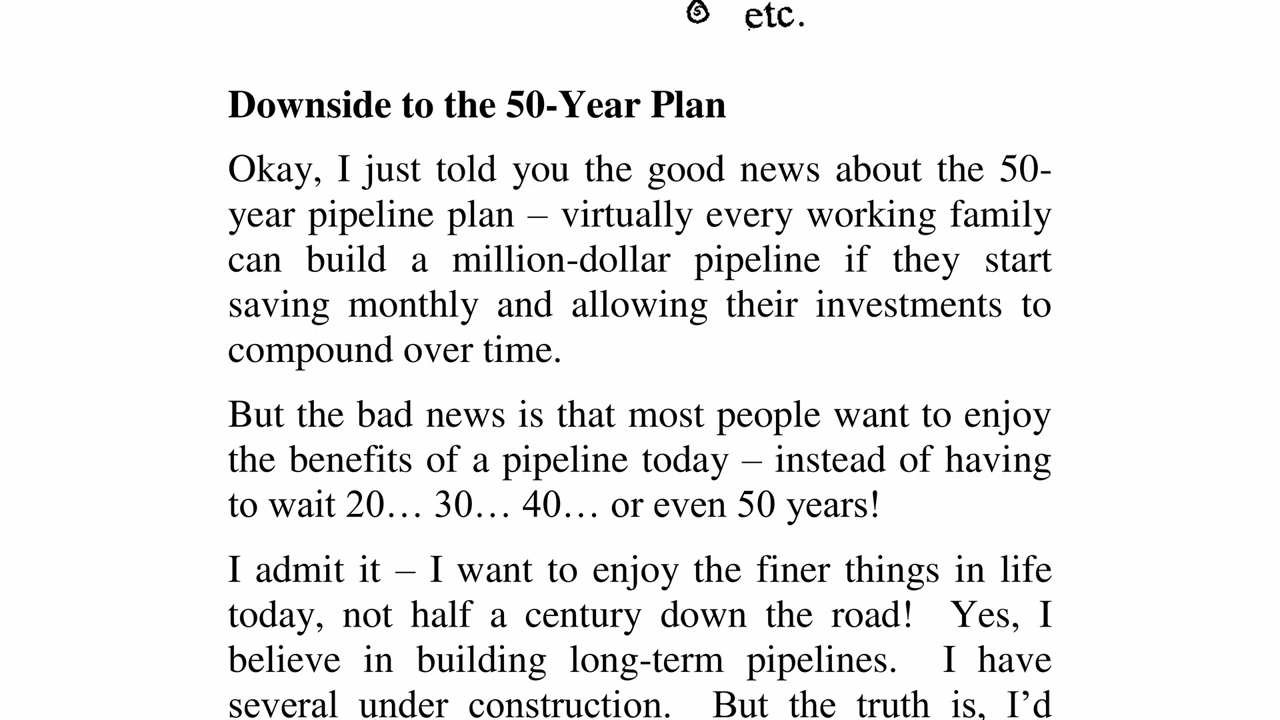 etc.
Downside to the 50-Year Plan
Okay, I just told you the good news about the 50-
year pipeline plan – virtually every working family
can build a million-dollar pipeline if they start
saving monthly and allowing their investments to
compound over time.
But the bad news is that most people want to enjoy
the benefits of a pipeline today – instead of having
to wait 20… 30… 40… or even 50 years!
I admit it – I want to enjoy the finer things in life
today, not half a century down the road!  Yes, I
believe in building long-term pipelines.  I have
several under construction.  But the truth is, I’d